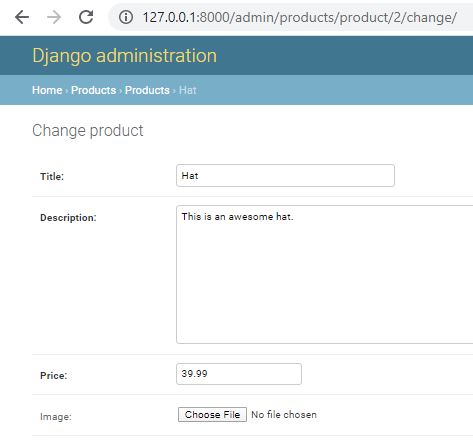 127.0.0.1:8000/admin/products/product/2/change/
Django administration
Home › Products › Products › Hat
Change product
Title: Hat
Description: This is an awesome hat.
Price: 39.99
Image: Choose File No file chosen